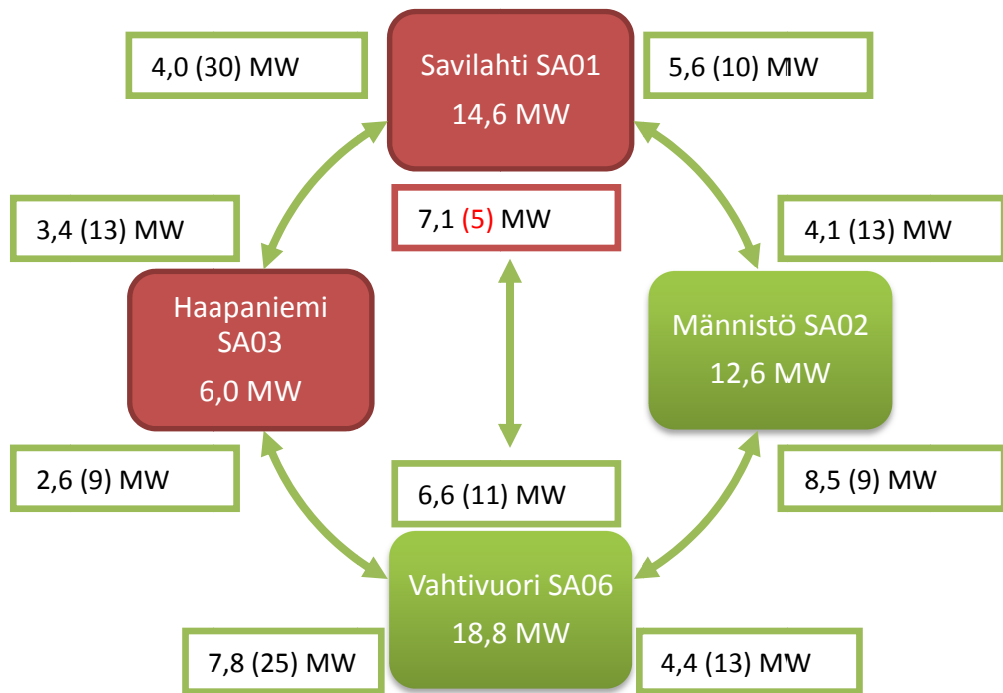 4,0 (30) MW
Savilahti SA01
14,6 MW
5,6 (10) MW
3,4 (13) MW
7,1 (5) MW
4,1 (13) MW
Haapaniemi
SA03
6,0 MW
Männistö SA02
12,6 MW
2,6 (9) MW
6,6 (11) MW
8,5 (9) MW
Vahtivuori SA06
18,8 MW
7,8 (25) MW
4,4 (13) MW